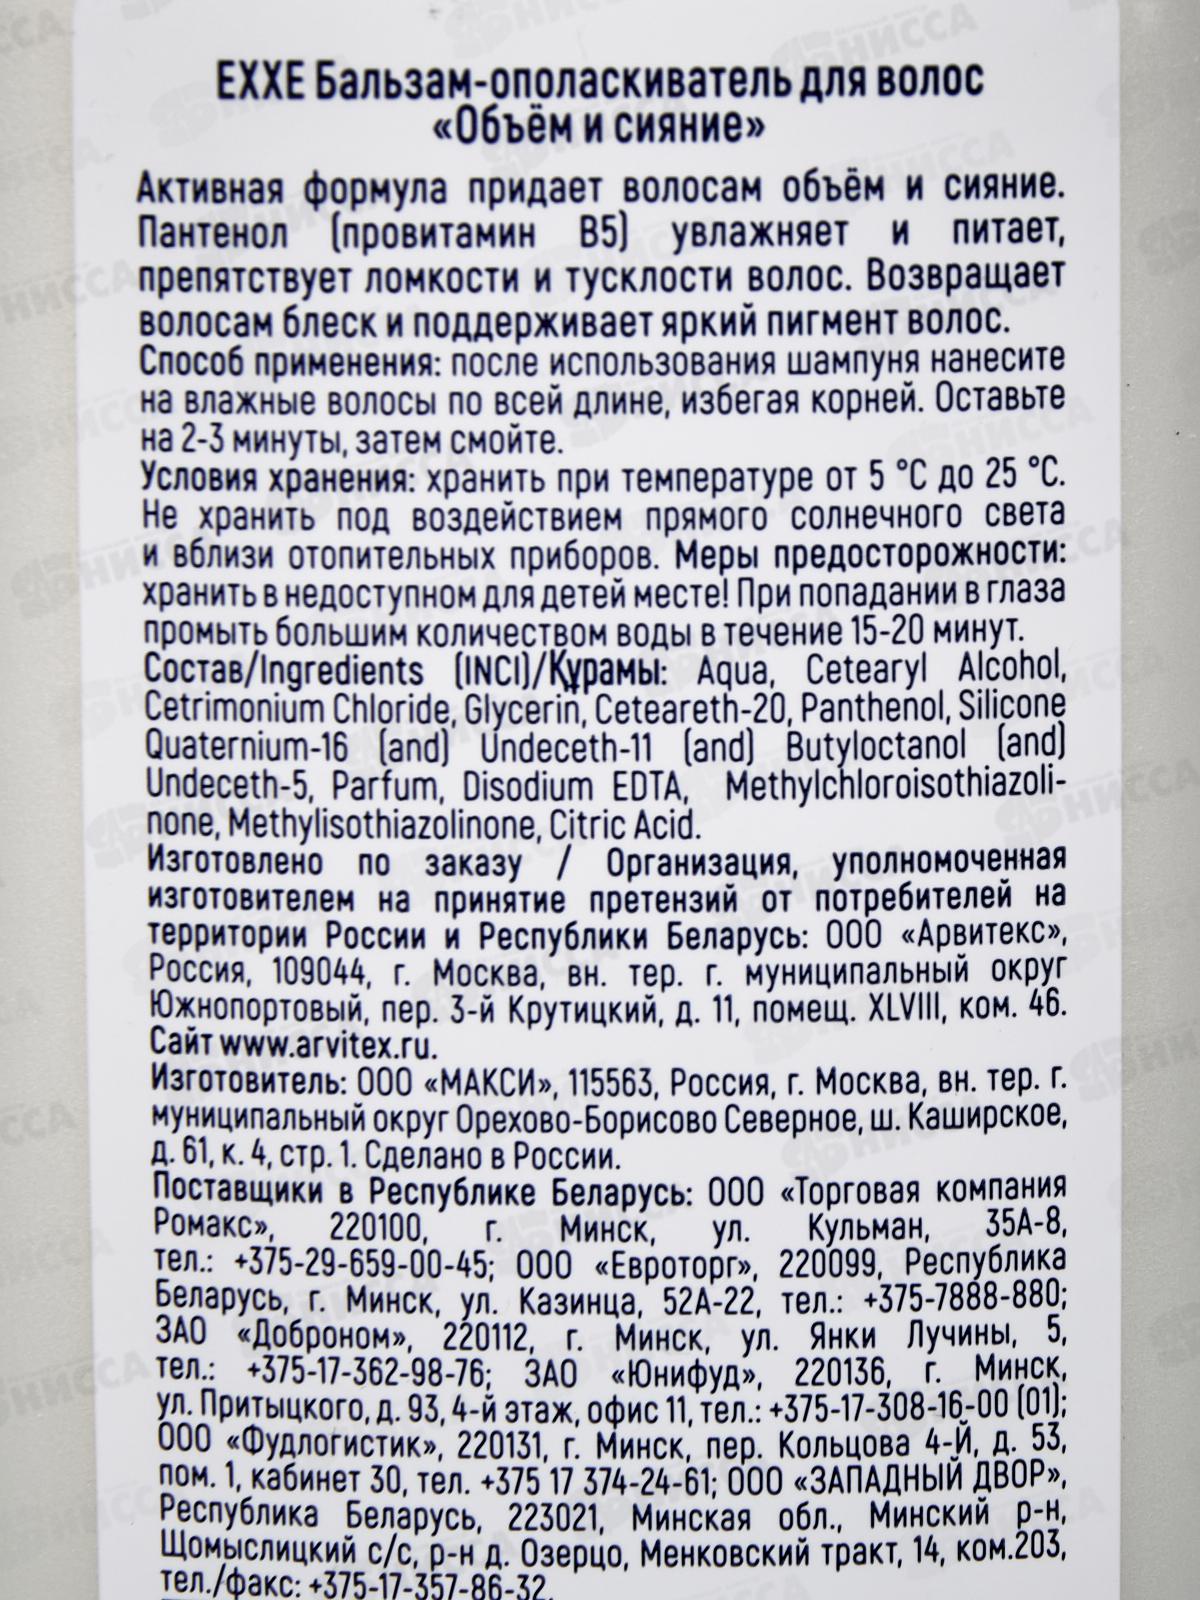 EXXE Бальзам-ополаскиватель для волос
«Объём и сияние»
Активная формула придает волосам объём и сияние.
Пантенол (провитамин B5) увлажняет и питает,
препятствует ломкости и тусклости волос. Возвращает
волосам блеск и поддерживает яркий пигмент волос.
Способ применения: после использования шампуня нанесите
на влажные волосы по всей длине, избегая корней. Оставьте
на 2-3 минуты, затем смойте.
Условия хранения: хранить при температуре от 5 °C до 25 °C.
Не хранить под воздействием прямого солнечного света
и вблизи отопительных приборов. Меры предосторожности:
хранить в недоступном для детей месте! При попадании в глаза
промыть большим количеством воды в течение 15-20 минут.
Состав/Ingredients (INCI)/Құрамы: Aqua, Cetearyl Alcohol,
Cetrimonium Chloride, Glycerin, Ceteareth-20, Panthenol, Silicone
Quaternium-16 (and) Undeceth-11 (and) Butyloctanol (and)
Undeceth-5, Parfum, Disodium EDTA, Methylchloroisothiazoli-
none, Methylisothiazolinone, Citric Acid.
Изготовлено по заказу / Организация, уполномоченная
изготовителем на принятие претензий от потребителей на
территории России и Республики Беларусь: ООО «Арвитекс»,
Россия, 109044, г. Москва, вн. тер. г. муниципальный округ
Южнопортовый, пер. 3-й Крутицкий, д. 11, помещ. XLVIII, ком. 46.
Сайт www.arvitex.ru.
Изготовитель: ООО «МАКСИ», 115563, Россия, г. Москва, вн. тер. г.
муниципальный округ Орехово-Борисово Северное, ш. Каширское,
д. 61, к. 4, стр. 1. Сделано в России.
Поставщики в Республике Беларусь: ООО «Торговая компания
Ромакс», 220100, г. Минск, ул. Кульман, 35А-8,
тел.: +375-29-659-00-45; ООО «Евроторг», 220099, Республика
Беларусь, г. Минск, ул. Казинца, 52А-22, тел.: +375-7888-880;
ЗАО «Доброном», 220112, г. Минск, ул. Янки Лучины, 5,
тел.: +375-17-362-98-76; ЗАО «Юнифуд», 220136, г. Минск,
ул. Притыцкого, д. 93, 4-й этаж, офис 11, тел.: +375-17-308-16-00 (01);
ООО «Фудлогистик», 220131, г. Минск, пер. Кольцова 4-Й, д. 53,
пом. 1, кабинет 30, тел. +375 17 374-24-61; ООО «ЗАПАДНЫЙ ДВОР»,
Республика Беларусь, 223021, Минская обл., Минский р-н,
Щомыслицкий с/с, р-н д. Озерцо, Менковский тракт, 14, ком.203,
тел./факс: +375-17-357-86-32.